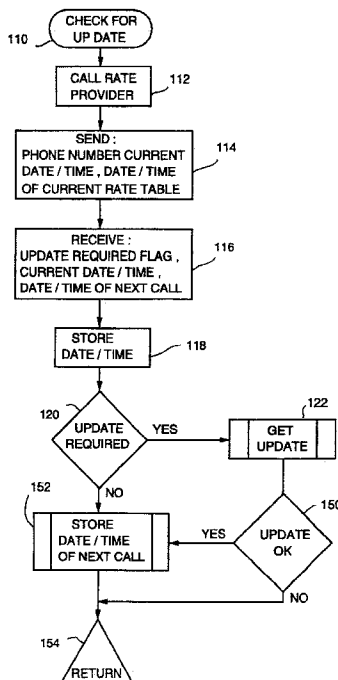 110
CHECK FOR
UP DATE
CALL RATE
PROVIDER
112
SEND :
PHONE NUMBER CURRENT
DATE / TIME , DATE / TIME
OF CURRENT RATE TABLE
114
RECEIVE :
UPDATE REQUIRED FLAG ,
CURRENT DATE / TIME ,
DATE / TIME OF NEXT CALL
116
STORE
DATE / TIME
118
120
UPDATE
REQUIRED
YES
NO
122
GET
UPDATE
150
UPDATE
OK
YES
NO
152
STORE
DATE / TIME
OF NEXT CALL
154
RETURN